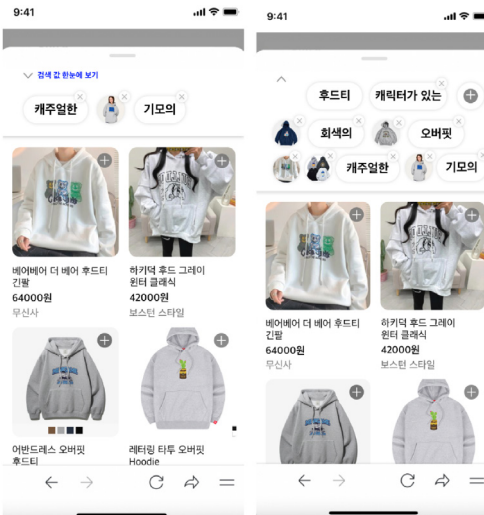 9:41
검색 값 한눈에 보기
캐주얼한
기모의
베어베어 더 베어 후드티
긴팔
64000원
무신사
하키덕 후드 그레이
윈터 클래식
42000원
보스턴 스타일
어반드레스 오버핏
후드티
레터링 타투 오버핏
Hoodie
9:41
후드티
캐릭터가 있는
회색의
오버핏
캐주얼한
기모의
베어베어 더 베어 후드티
긴팔
64000원
무신사
하키덕 후드 그레이
윈터 클래식
42000원
보스턴 스타일